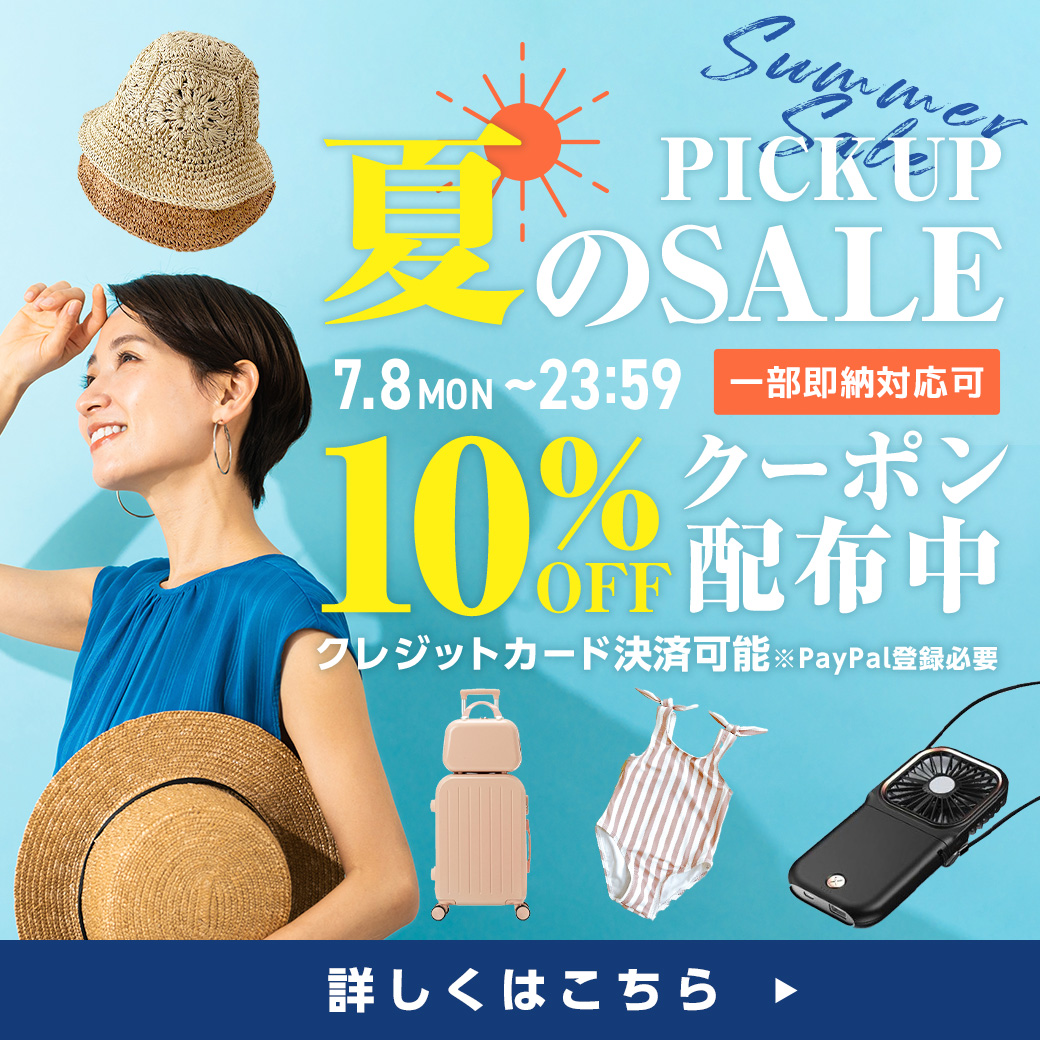 Summer
Sale
PICKUP
夏のSALE
7.8 MON ~23:59
一部即納対応可
10%OFF
クーポン
配布中
クレジットカード決済可能※PayPal登録必要
詳しくはこちら ▶